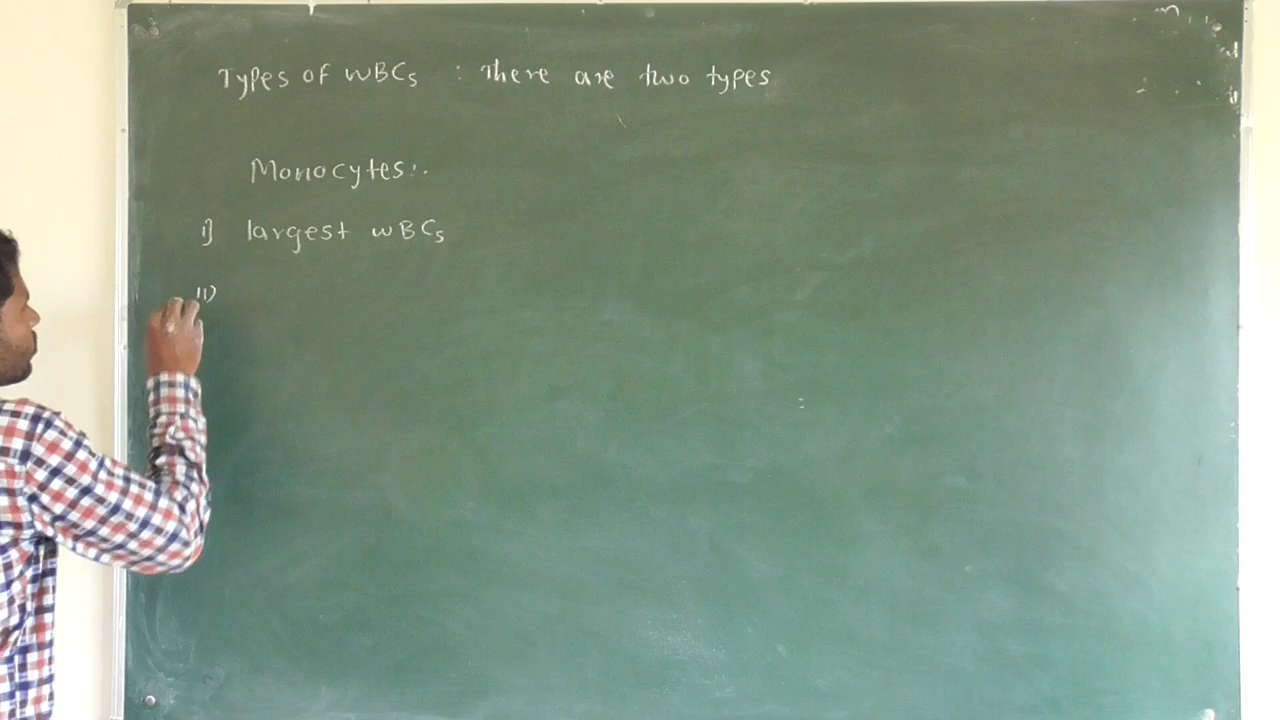 Types of WBCs : There are two types
Monocytes:.
i) largest WBCs
ii)